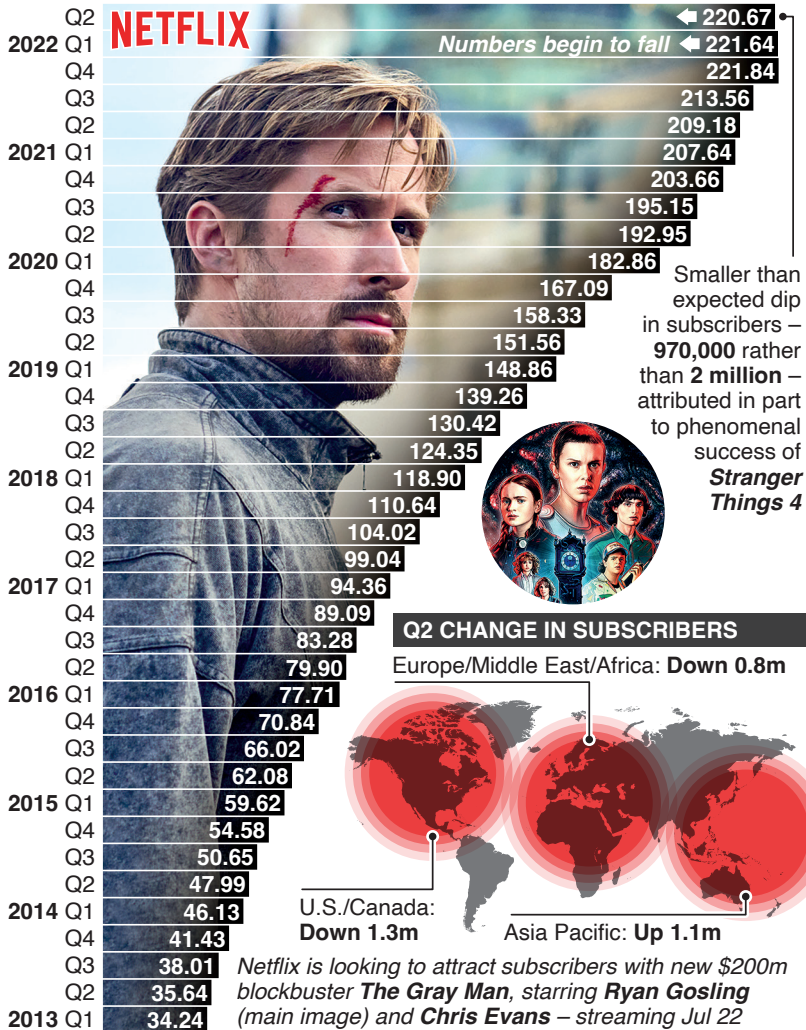 NETFLIX
Q2 220.67
2022 Q1 Numbers begin to fall 221.64
Q4 221.84
Q3 213.56
Q2 209.18
2021 Q1 207.64
Q4 203.66
Q3 195.15
Q2 192.95
2020 Q1 182.86
Q4 167.09
Q3 158.33
Q2 151.56
2019 Q1 148.86
Q4 139.26
Q3 130.42
Q2 124.35
2018 Q1 118.90
Q4 110.64
Q3 104.02
Q2 99.04
2017 Q1 94.36
Q4 89.09
Q3 83.28
Q2 79.90
2016 Q1 77.71
Q4 70.84
Q3 66.02
Q2 62.08
2015 Q1 59.62
Q4 54.58
Q3 50.65
Q2 47.99
2014 Q1 46.13
Q4 41.43
Q3 38.01
Q2 35.64
2013 Q1 34.24
Smaller than
expected dip
in subscribers –
970,000 rather
than 2 million –
attributed in part
to phenomenal
success of
Stranger
Things 4
Q2 CHANGE IN SUBSCRIBERS
Europe/Middle East/Africa: Down 0.8m
U.S./Canada:
Down 1.3m
Asia Pacific: Up 1.1m
Netflix is looking to attract subscribers with new $200m
blockbuster The Gray Man, starring Ryan Gosling
(main image) and Chris Evans – streaming Jul 22